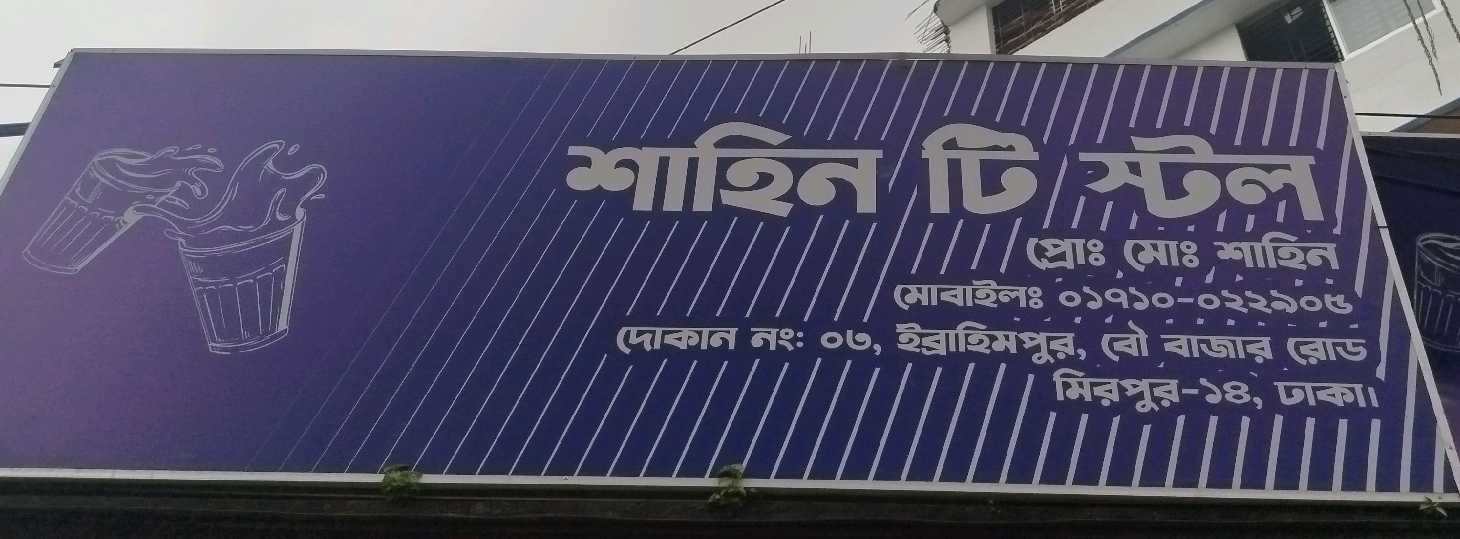 শাহিন টি স্টল
প্রোঃ মোঃ শাহিন
মোবাইলঃ ০১৭১০-০২২৯০৫
দোকান নং: ০৩, ইব্রাহিমপুর, বৌ বাজার রোড
মিরপুর-১৪, ঢাকা।